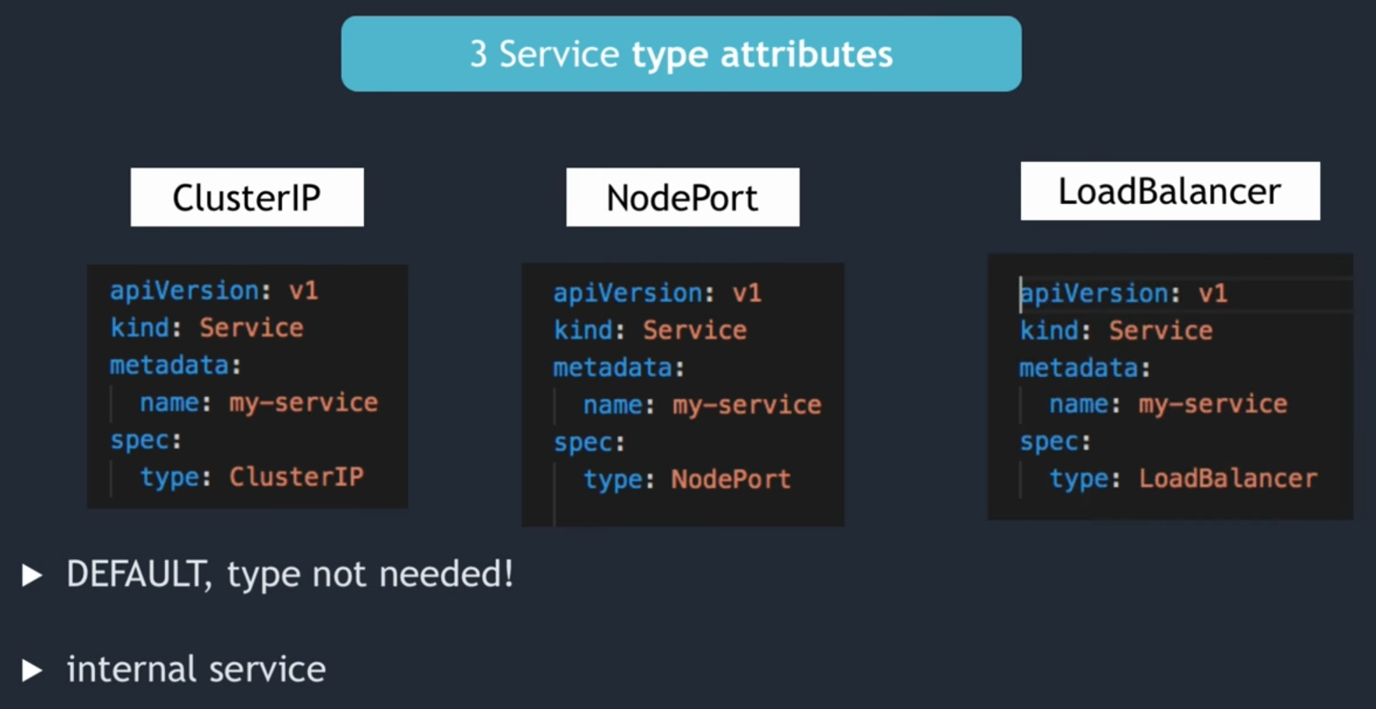 3 Service type attributes
ClusterIP
apiVersion: v1
kind: Service
metadata:
name: my-service
spec:
type: ClusterIP
NodePort
apiVersion: v1
kind: Service
metadata:
name: my-service
spec:
type: NodePort
LoadBalancer
apiVersion: v1
kind: Service
metadata:
name: my-service
spec:
type: LoadBalancer
DEFAULT, type not needed!
internal service